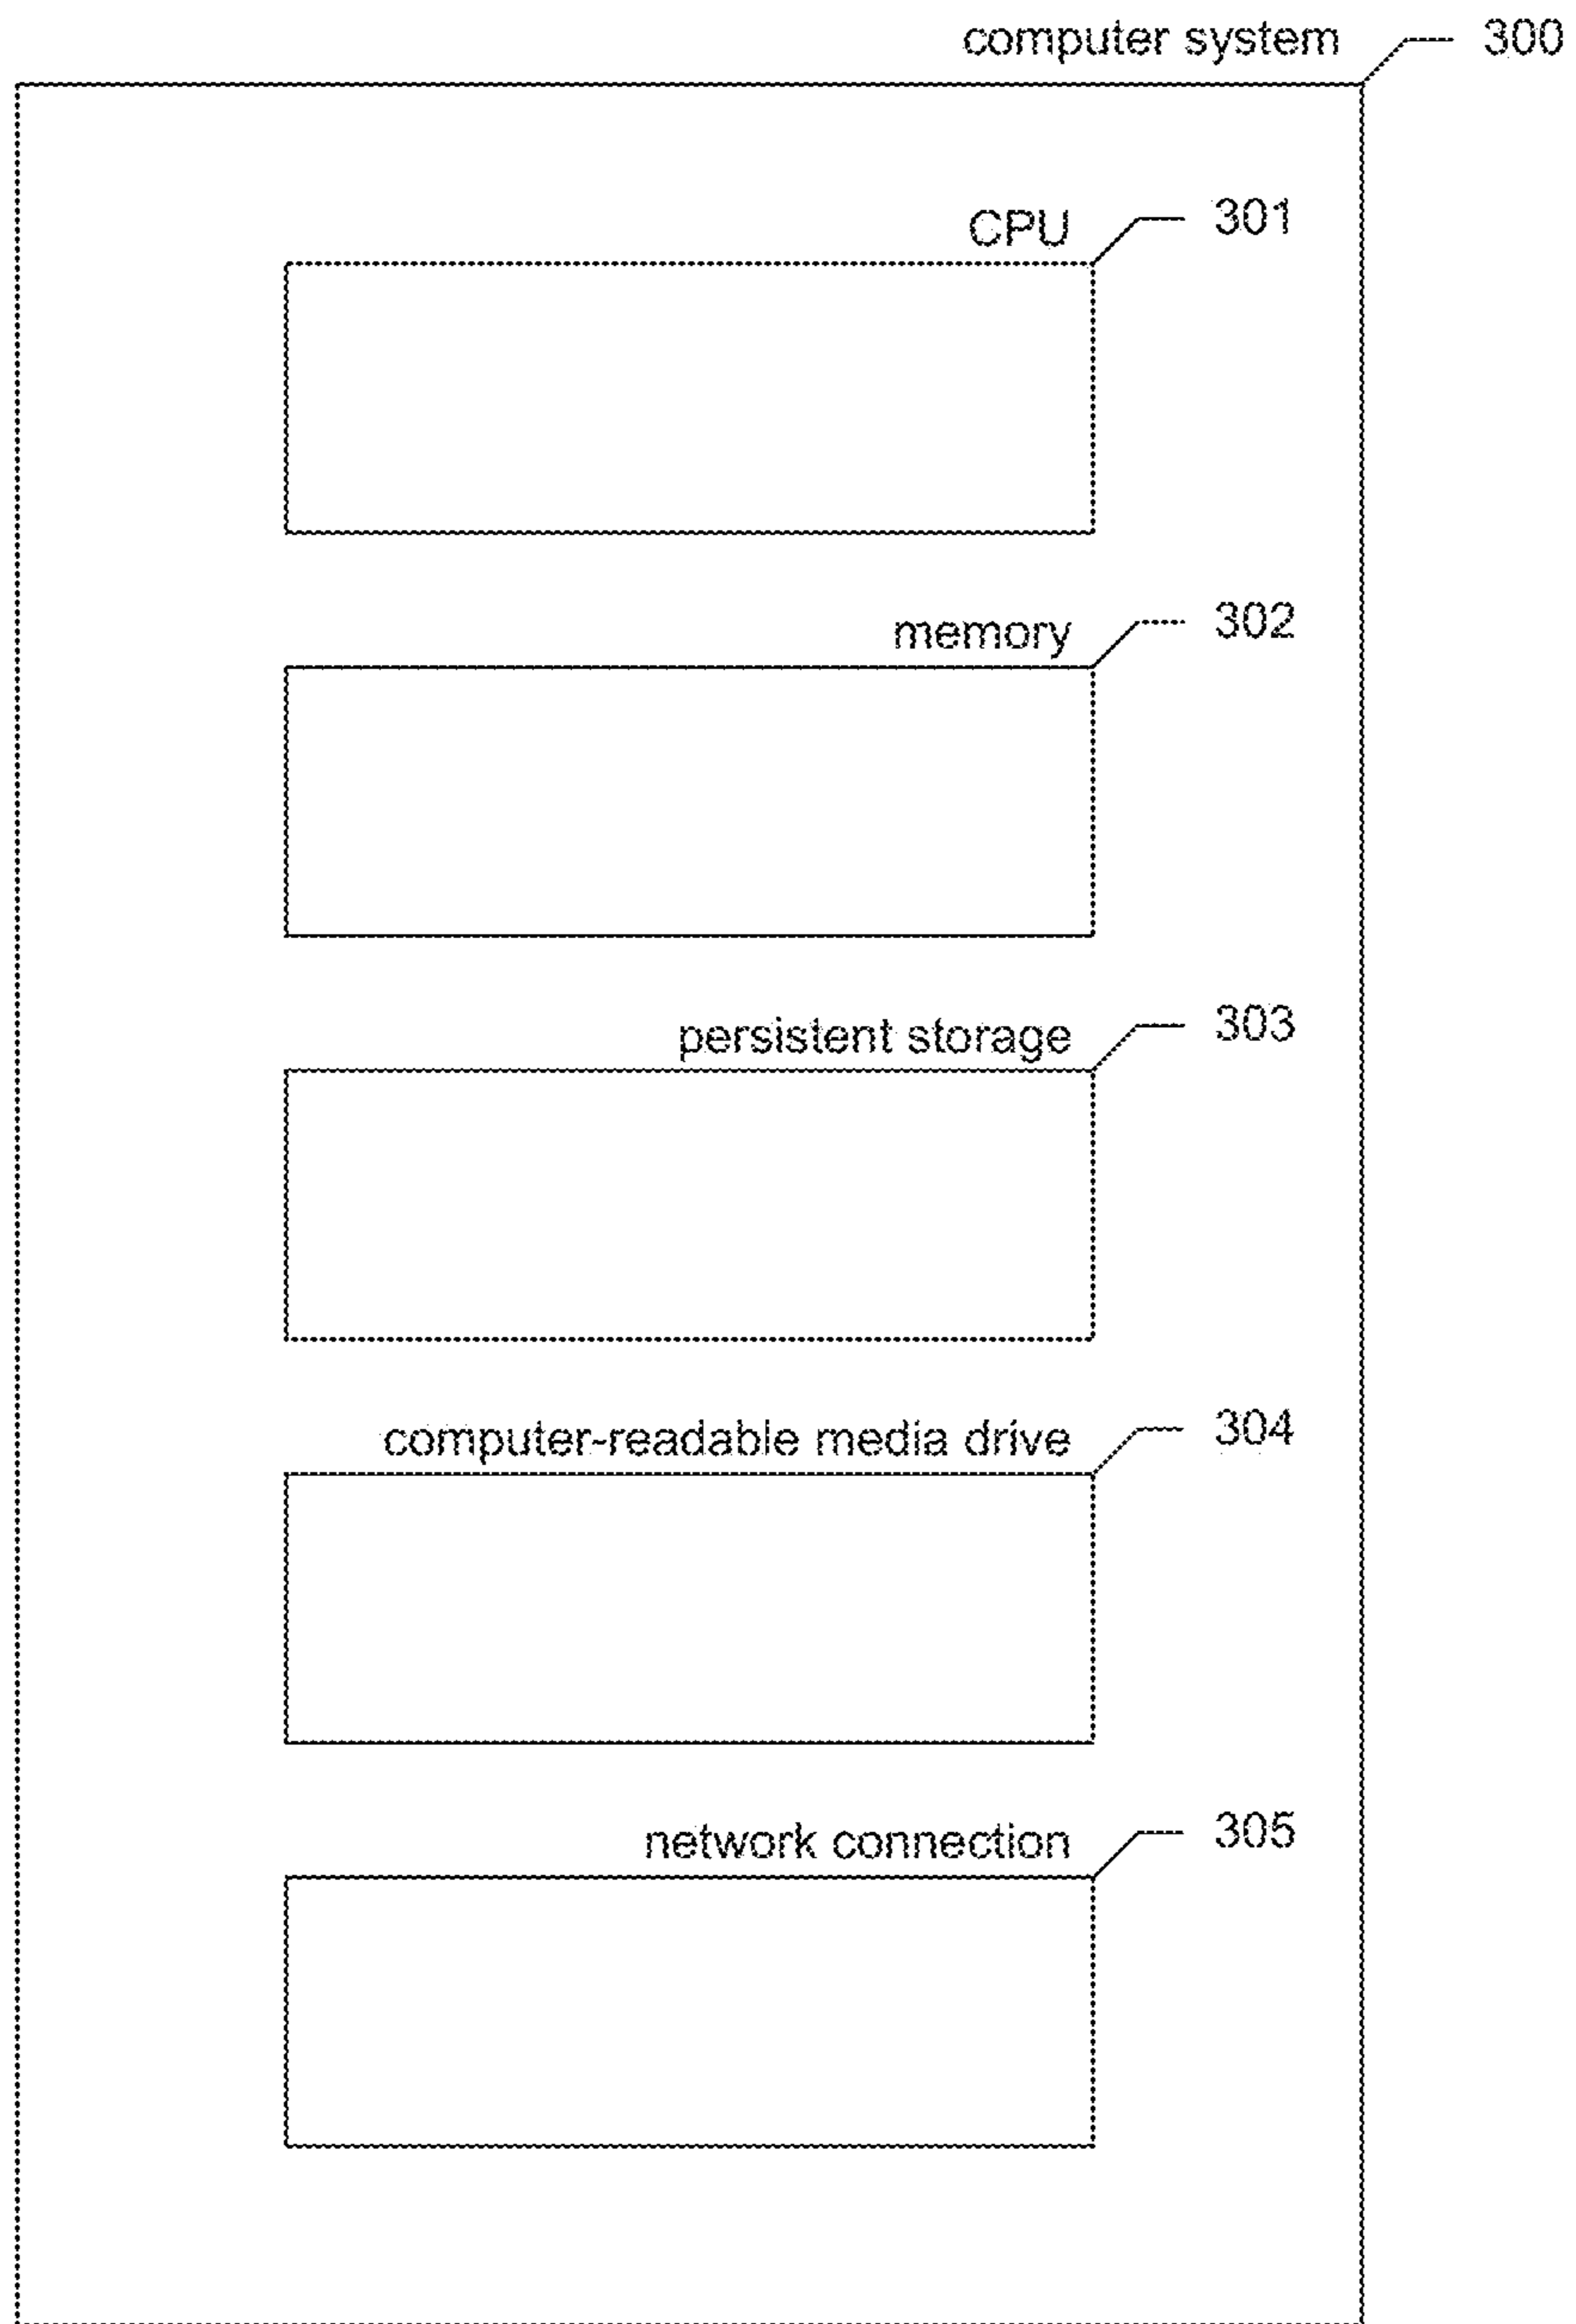 computer system 300
CPU 301
memory 302
persistent storage 303
computer-readable media drive 304
network connection 305